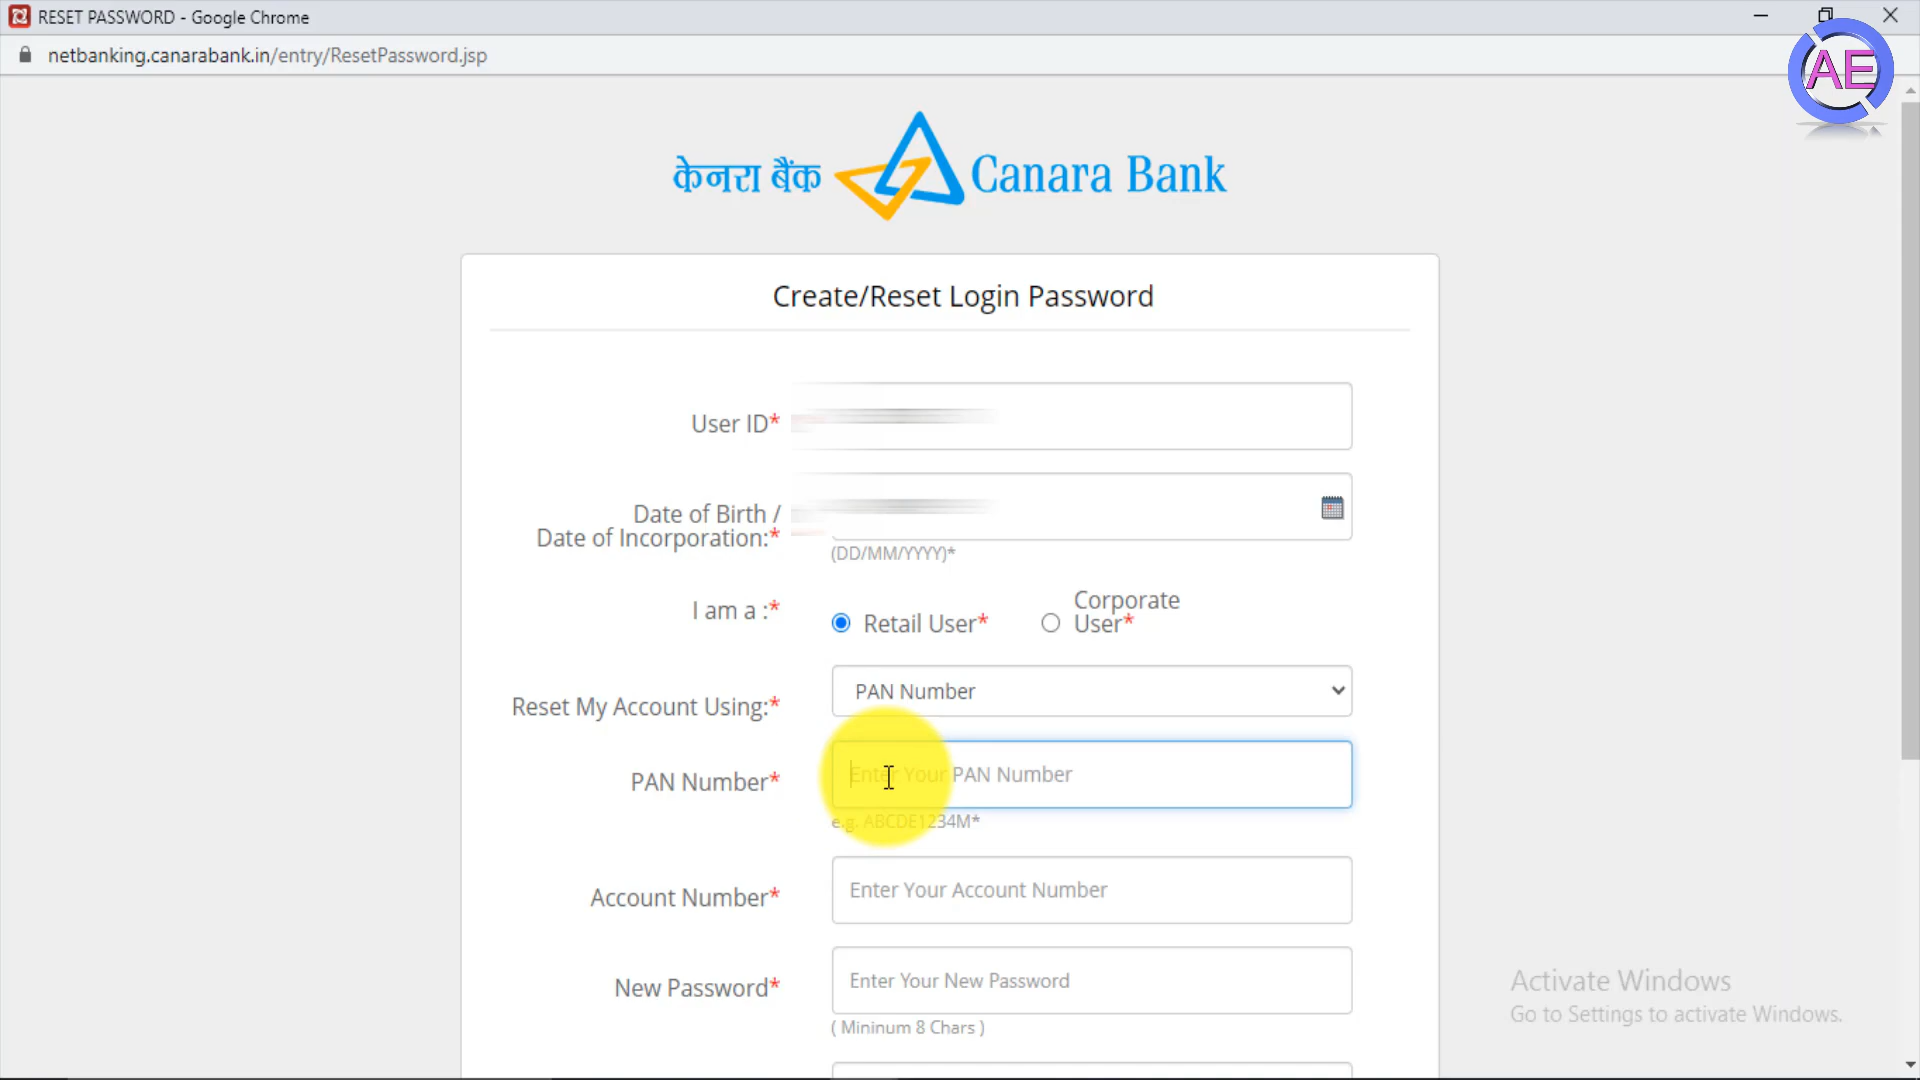 RESET PASSWORD - Google Chrome
netbanking.canarabank.in/entry/ResetPassword.jsp
AE
केनरा बैंक Canara Bank
Create/Reset Login Password
User ID*
Date of Birth /
Date of Incorporation:*
(DD/MM/YYYY)*
I am a :*
Retail User*
Corporate
User*
Reset My Account Using:*
PAN Number
PAN Number*
Enter Your PAN Number
e.g. ABCDE1234M*
Account Number*
Enter Your Account Number
New Password*
Enter Your New Password
( Mininum 8 Chars )
Activate Windows
Go to Settings to activate Windows.